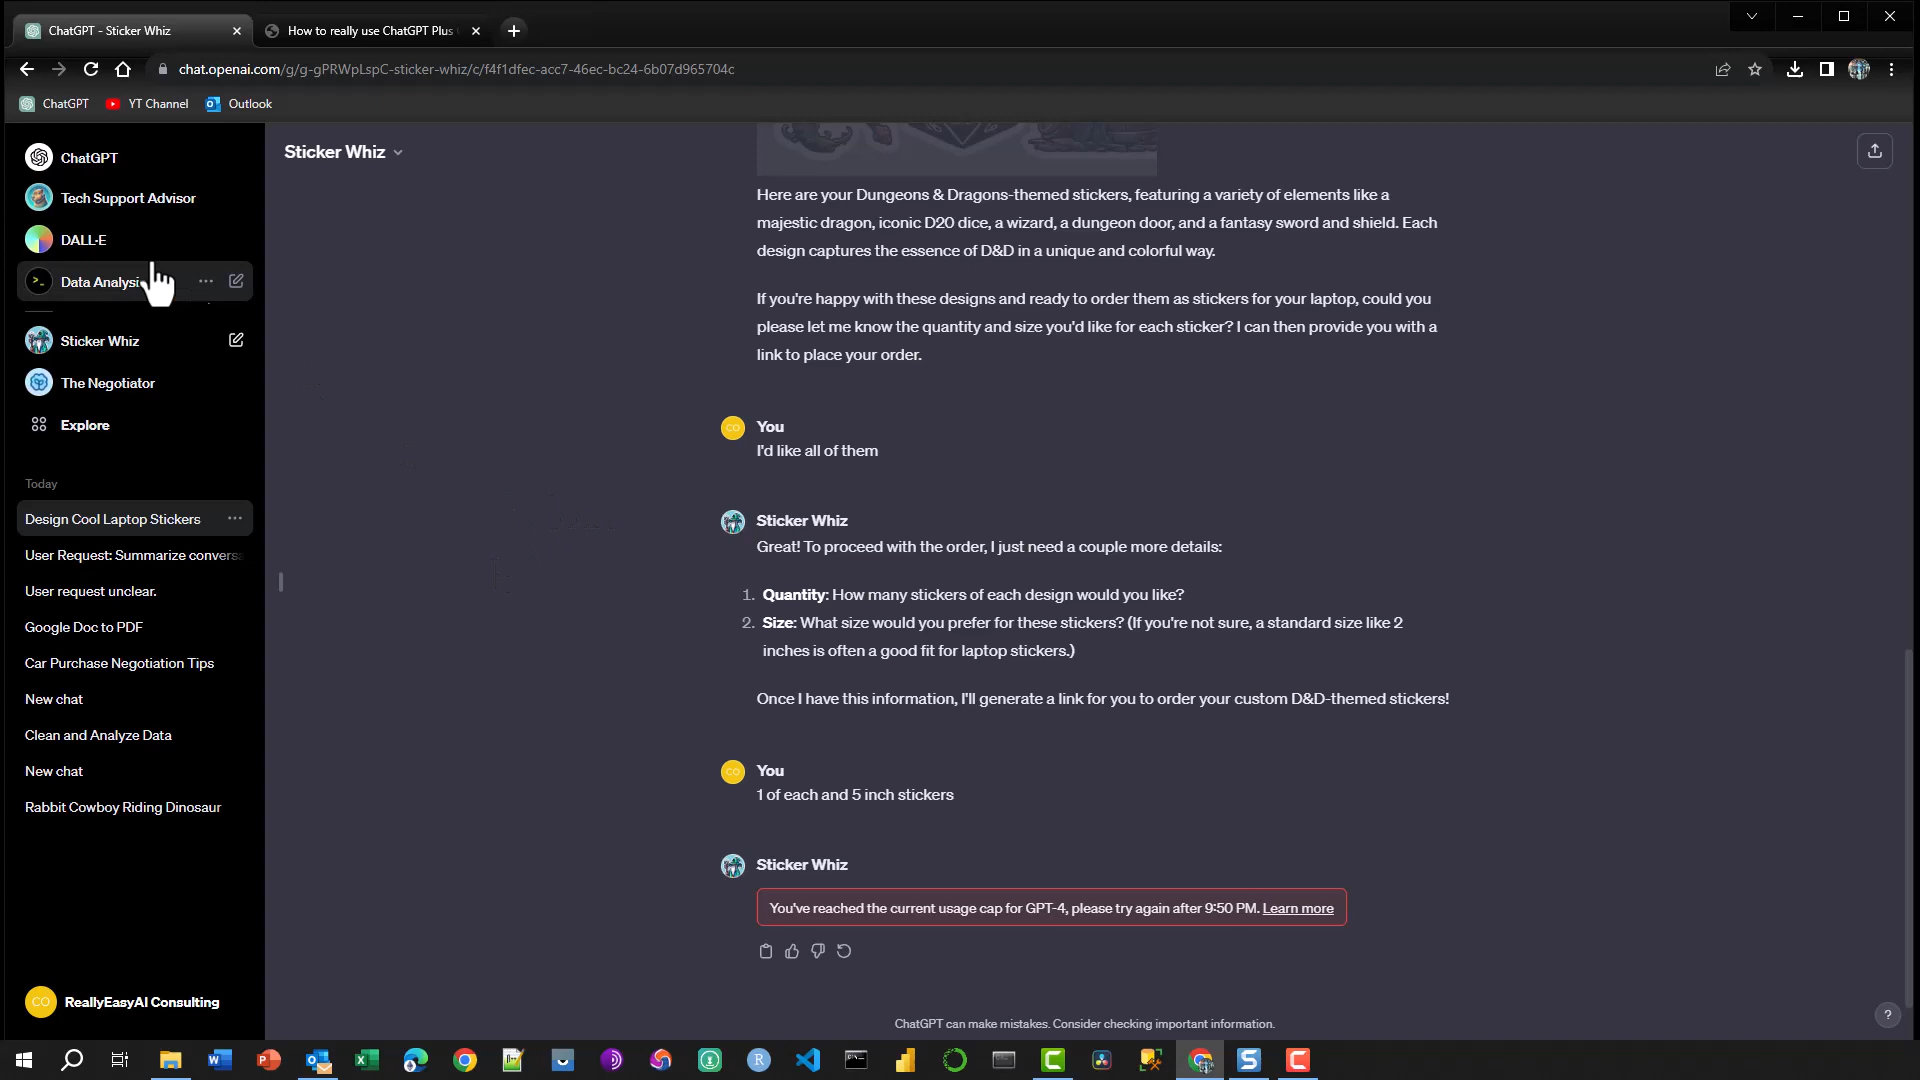 ChatGPT - Sticker Whiz
How to really use ChatGPT Plus
chat.openai.com/g/g-gPRWpLspC-sticker-whiz/c/f4f1dfec-acc7-46ec-bc24-6b07d965704c
ChatGPT
YT Channel
Outlook
ChatGPT
Tech Support Advisor
DALL·E
Data Analysi
Sticker Whiz
The Negotiator
Explore
Today
Design Cool Laptop Stickers
User Request: Summarize convers
User request unclear.
Google Doc to PDF
Car Purchase Negotiation Tips
New chat
Clean and Analyze Data
New chat
Rabbit Cowboy Riding Dinosaur
CO
ReallyEasyAI Consulting
Sticker Whiz
Here are your Dungeons & Dragons-themed stickers, featuring a variety of elements like a
majestic dragon, iconic D20 dice, a wizard, a dungeon door, and a fantasy sword and shield. Each
design captures the essence of D&D in a unique and colorful way.
If you're happy with these designs and ready to order them as stickers for your laptop, could you
please let me know the quantity and size you'd like for each sticker? I can then provide you with a
link to place your order.
CO
You
I'd like all of them
Sticker Whiz
Great! To proceed with the order, I just need a couple more details:
1. Quantity: How many stickers of each design would you like?
2. Size: What size would you prefer for these stickers? (If you're not sure, a standard size like 2
inches is often a good fit for laptop stickers.)
Once I have this information, I'll generate a link for you to order your custom D&D-themed stickers!
CO
You
1 of each and 5 inch stickers
Sticker Whiz
You've reached the current usage cap for GPT-4, please try again after 9:50 PM. Learn more
ChatGPT can make mistakes. Consider checking important information.
?